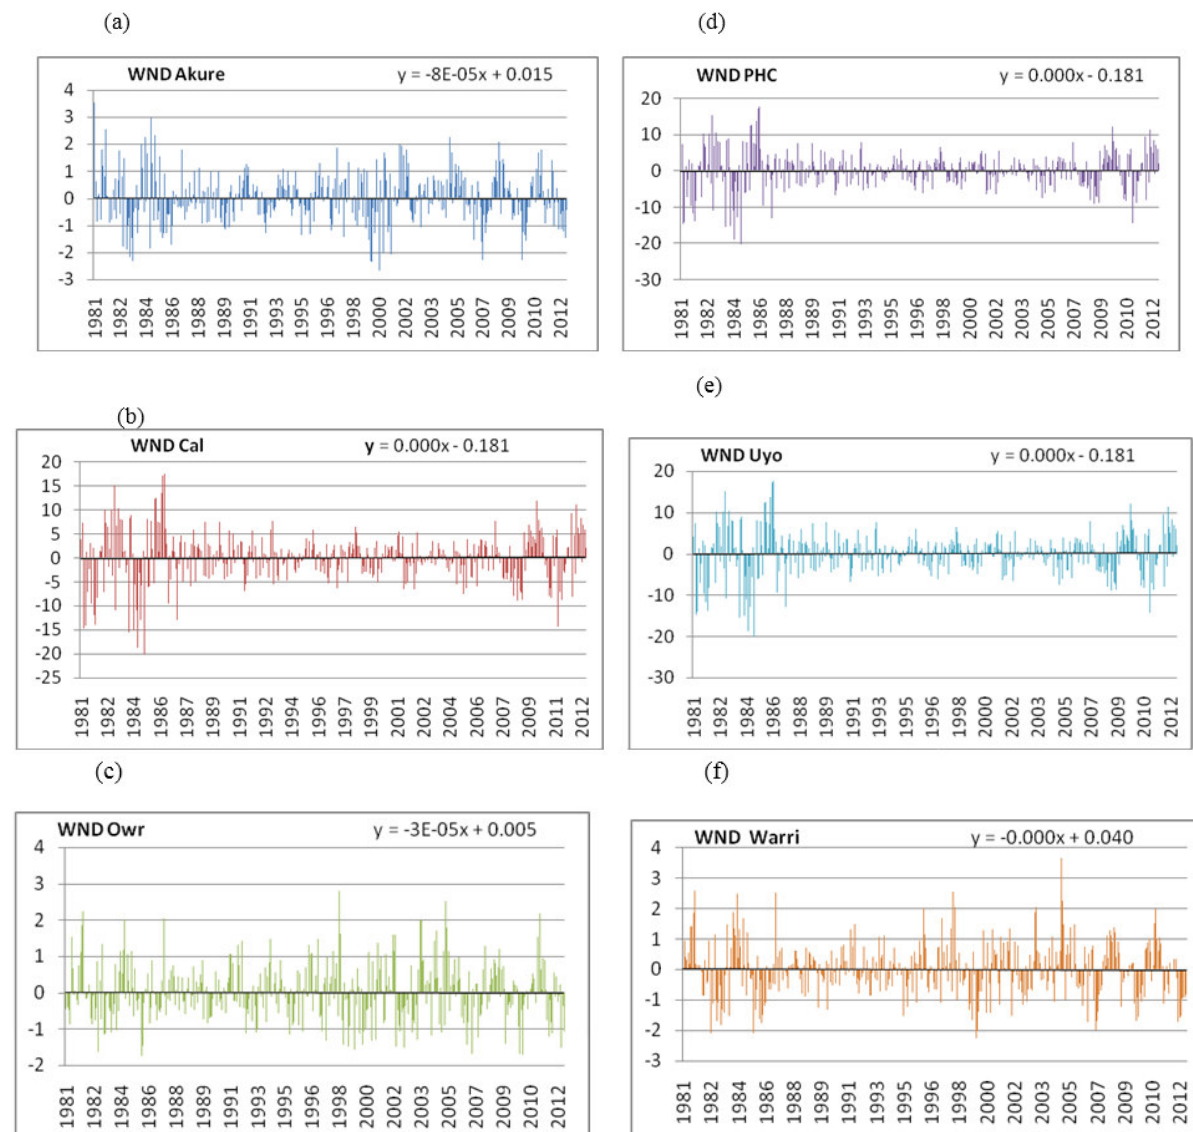 (a)
WND Akure y = -8E-05x + 0.015
4
3
2
1
0
-1
-2
-3
1981 1982 1984 1986 1988 1989 1991 1993 1995 1996 1998 2000 2002 2003 2005 2007 2009 2010 2012
(d)
WND PHC y = 0.000x - 0.181
20
10
0
-10
-20
-30
1981 1982 1984 1986 1988 1989 1991 1993 1995 1996 1998 2000 2002 2003 2005 2007 2009 2010 2012
(b)
WND Cal y = 0.000x - 0.181
20
15
10
5
0
-5
-10
-15
-20
-25
1981 1982 1984 1986 1987 1989 1991 1992 1994 1996 1997 1999 2001 2002 2004 2006 2007 2009 2011 2012
(e)
WND Uyo y = 0.000x - 0.181
20
10
0
-10
-20
-30
1981 1982 1984 1986 1988 1989 1991 1993 1995 1996 1998 2000 2002 2003 2005 2007 2009 2010 2012
(c)
WND Owr y = -3E-05x + 0.005
4
3
2
1
0
-1
-2
1981 1982 1984 1986 1988 1989 1991 1993 1995 1996 1998 2000 2002 2003 2005 2007 2009 2010 2012
(f)
WND Warri y = -0.000x + 0.040
4
3
2
1
0
-1
-2
-3
1981 1982 1984 1986 1988 1989 1991 1993 1995 1996 1998 2000 2002 2003 2005 2007 2009 2010 2012